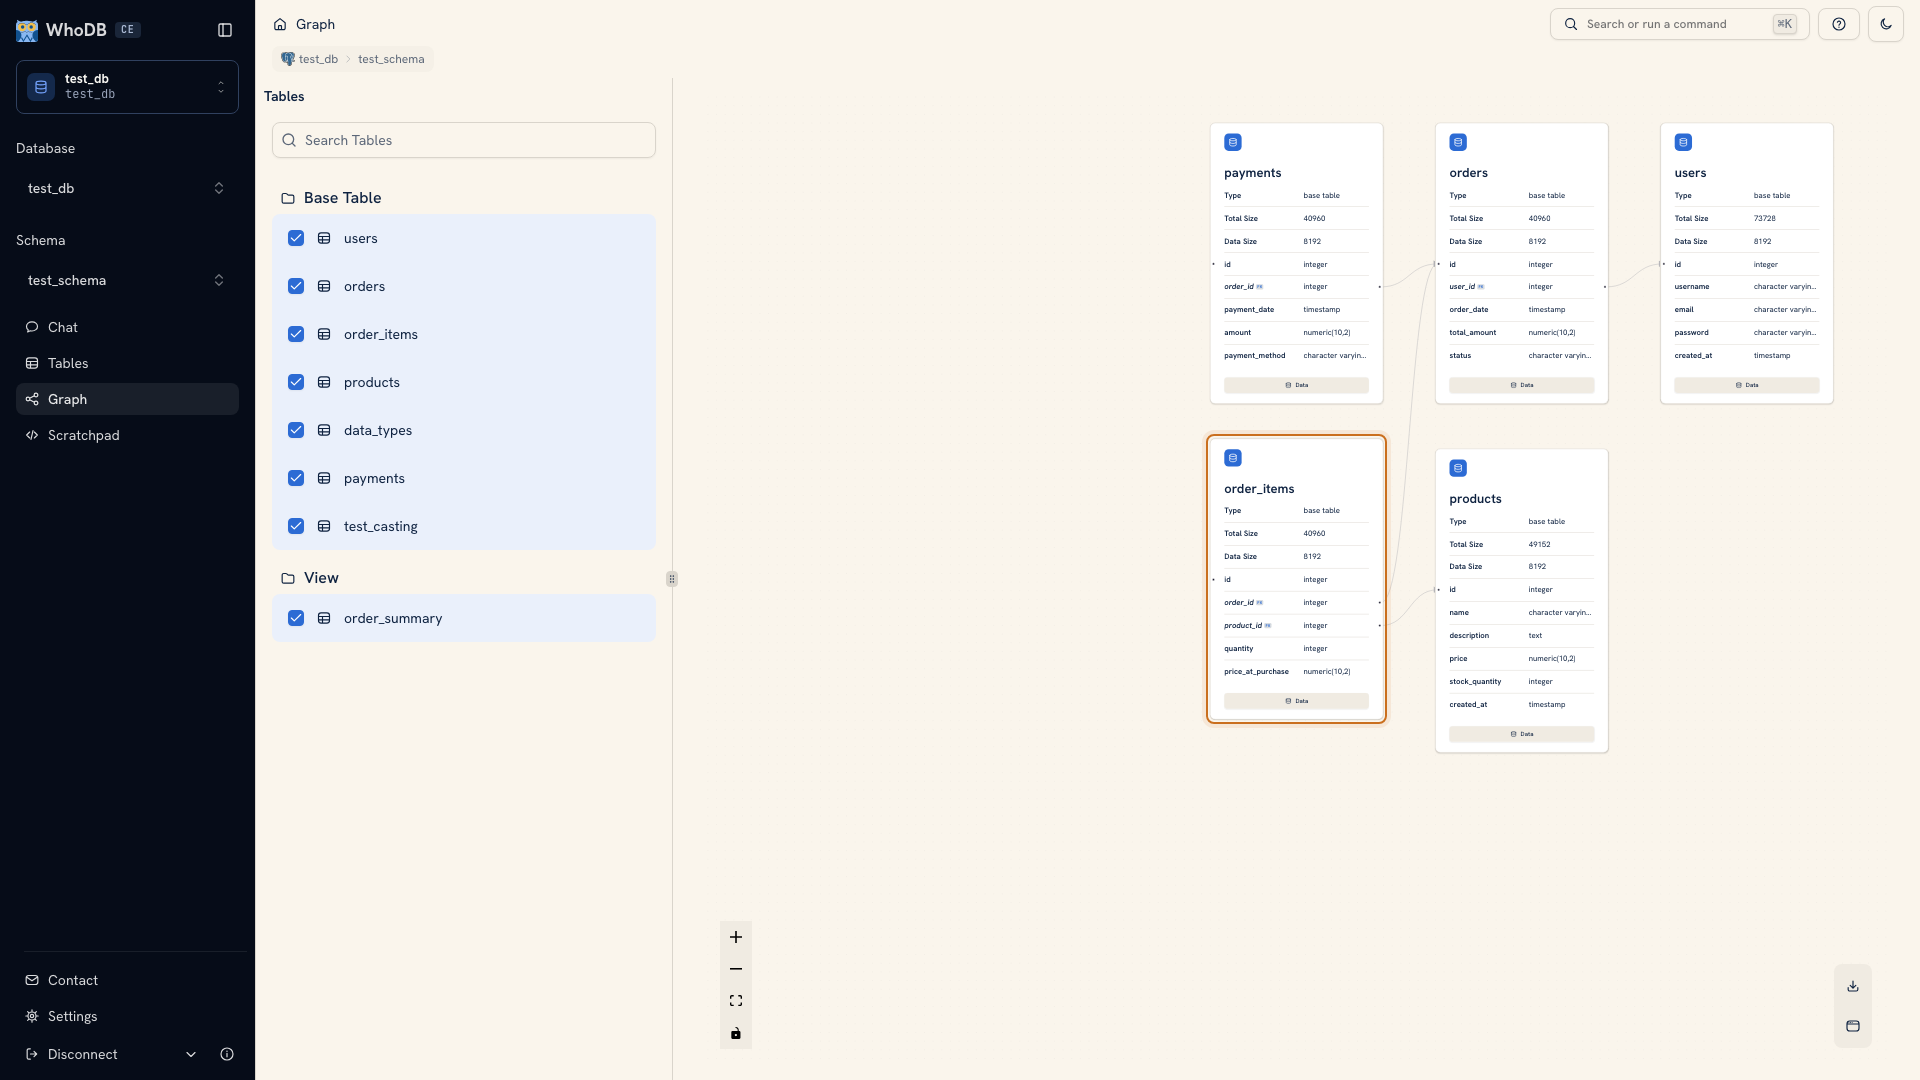 WhoDB CE
test_db
test_db
Database
test_db
Schema
test_schema
Chat
Tables
Graph
Scratchpad
Contact
Settings
Disconnect
Graph
Search or run a command ⌘K
test_db > test_schema
Tables
Search Tables
Base Table
users
orders
order_items
products
data_types
payments
test_casting
View
order_summary
payments
Type base table
Total Size 40960
Data Size 8192
id integer
order_id FK integer
payment_date timestamp
amount numeric(10,2)
payment_method character varyin...
Data
orders
Type base table
Total Size 40960
Data Size 8192
id integer
user_id FK integer
order_date timestamp
total_amount numeric(10,2)
status character varyin...
Data
users
Type base table
Total Size 73728
Data Size 8192
id integer
username character varyin...
email character varyin...
password character varyin...
created_at timestamp
Data
order_items
Type base table
Total Size 40960
Data Size 8192
id integer
order_id FK integer
product_id FK integer
quantity integer
price_at_purchase numeric(10,2)
Data
products
Type base table
Total Size 49152
Data Size 8192
id integer
name character varyin...
description text
price numeric(10,2)
stock_quantity integer
created_at timestamp
Data